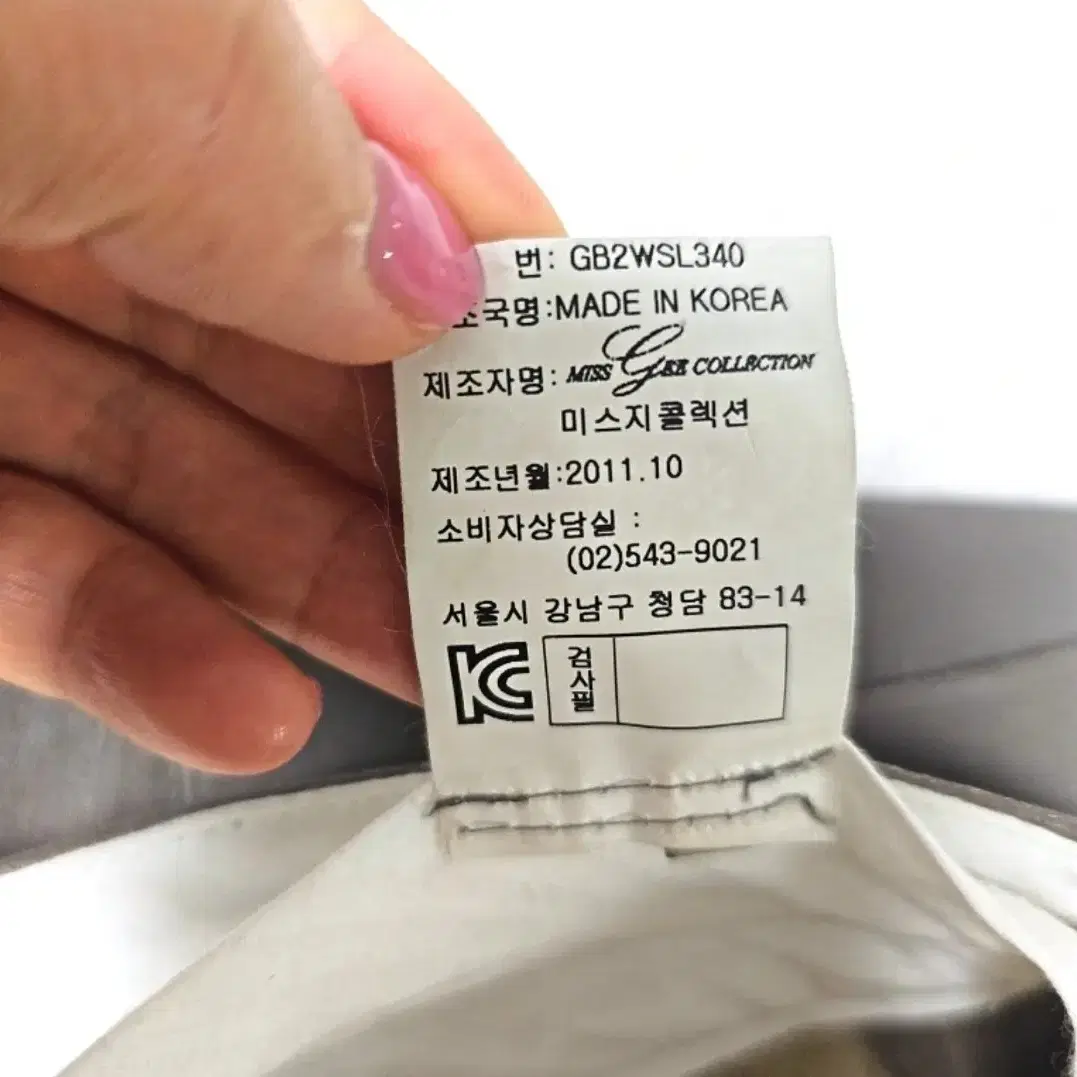 번: GB2WSL340
조국명:MADE IN KOREA
제조자명: MISS GEE COLLECTION
미스지콜렉션
제조년월:2011.10
소비자상담실 :
(02)543-9021
서울시 강남구 청담 83-14
KC 검사필